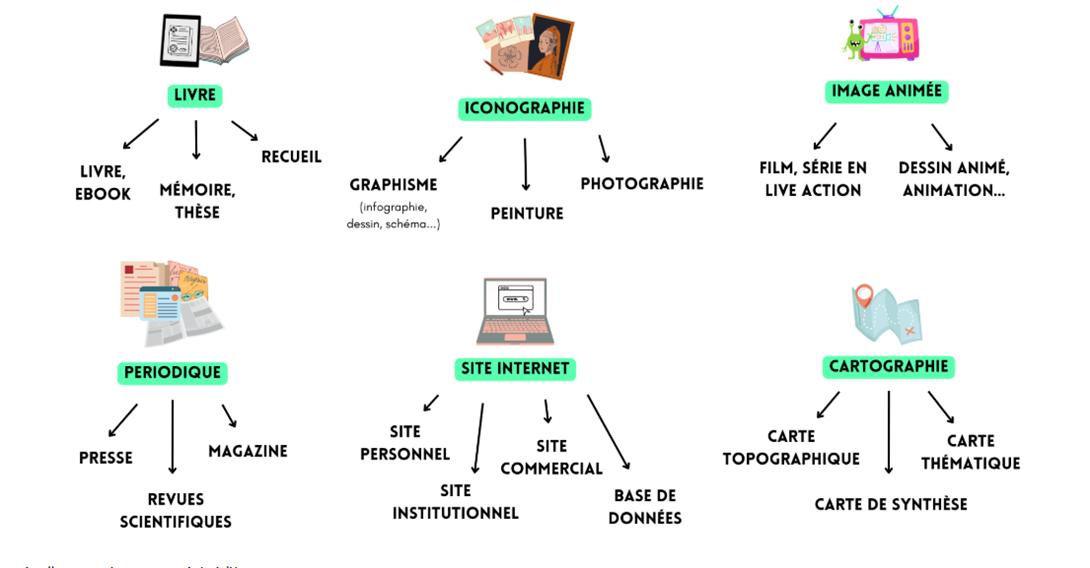 LIVRE
LIVRE,
EBOOK
MÉMOIRE,
THÈSE
RECUEIL
ICONOGRAPHIE
GRAPHISME
(infographie,
dessin, schéma...)
PEINTURE
PHOTOGRAPHIE
IMAGE ANIMÉE
FILM, SÉRIE EN
LIVE ACTION
DESSIN ANIMÉ,
ANIMATION...
PERIODIQUE
PRESSE
REVUES
SCIENTIFIQUES
MAGAZINE
SITE INTERNET
SITE
PERSONNEL
SITE
INSTITUTIONNEL
SITE
COMMERCIAL
BASE DE
DONNÉES
CARTOGRAPHIE
CARTE
TOPOGRAPHIQUE
CARTE DE SYNTHÈSE
CARTE
THÉMATIQUE